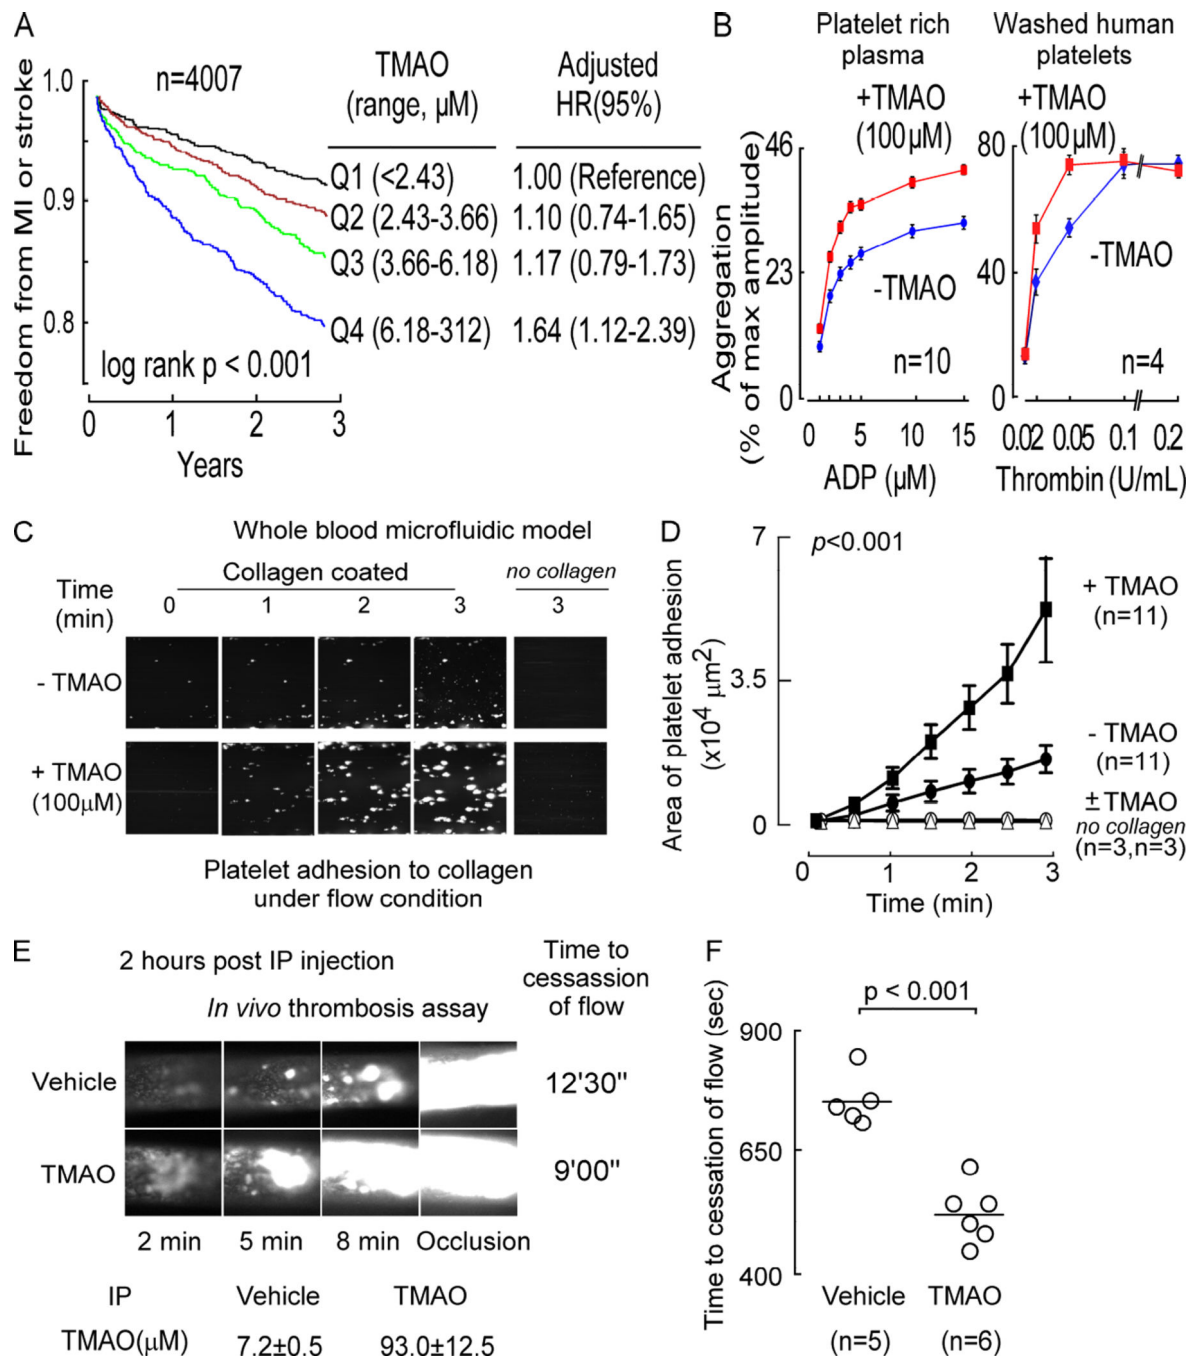 A
n=4007
TMAO
(range, µM)
Adjusted
HR(95%)
Freedom from MI or stroke
1.0
0.9
0.8
Q1 (<2.43) 1.00 (Reference)
Q2 (2.43-3.66) 1.10 (0.74-1.65)
Q3 (3.66-6.18) 1.17 (0.79-1.73)
Q4 (6.18-312) 1.64 (1.12-2.39)
log rank p < 0.001
0 1 2 3
Years
B
Platelet rich
plasma
Washed human
platelets
Aggregation
(% of max amplitude)
+TMAO
(100µM)
46
23
0
-TMAO
n=10
0 5 10 15
ADP (µM)
+TMAO
(100µM)
80
40
0
-TMAO
n=4
0.02 0.05 0.1 0.2
Thrombin (U/mL)
C
Whole blood microfluidic model
Collagen coated no collagen
Time
(min)
0 1 2 3 3
- TMAO
+ TMAO
(100µM)
Platelet adhesion to collagen
under flow condition
D
Area of platelet adhesion
(x10⁴ µm²)
7
3.5
0
p<0.001
+ TMAO
(n=11)
- TMAO
(n=11)
± TMAO
no collagen
(n=3,n=3)
0 1 2 3
Time (min)
E
2 hours post IP injection
In vivo thrombosis assay
Time to
cessassion
of flow
Vehicle 12'30"
TMAO 9'00"
2 min 5 min 8 min Occlusion
IP Vehicle TMAO
TMAO(µM) 7.2±0.5 93.0±12.5
F
Time to cessation of flow (sec)
p < 0.001
900
650
400
Vehicle TMAO
(n=5) (n=6)